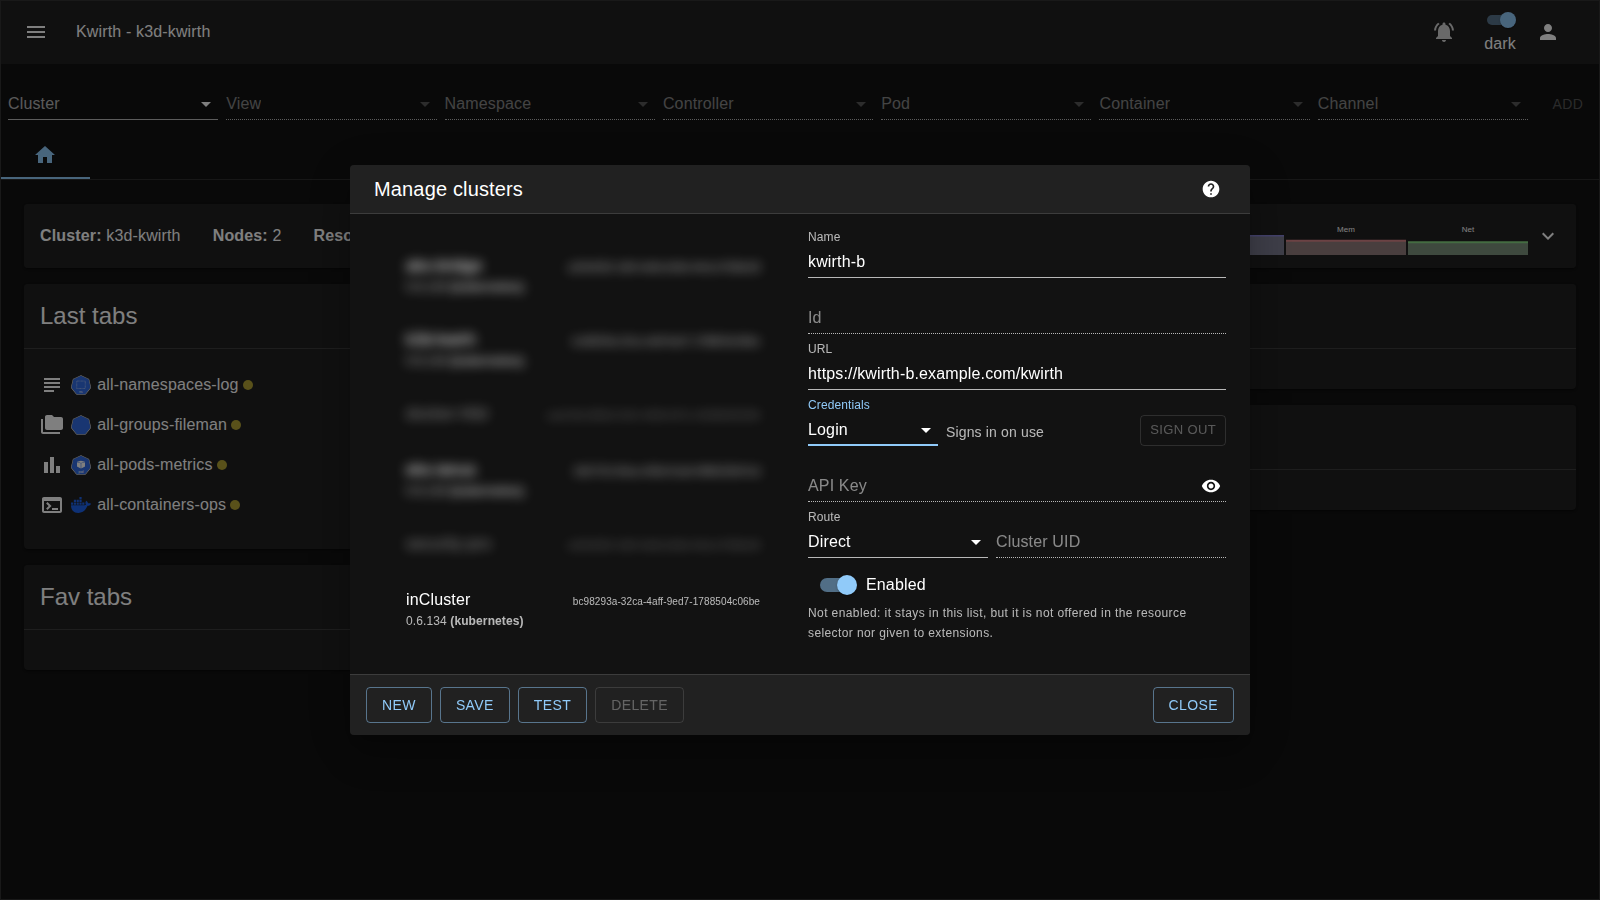 Kwirth - k3d-kwirth
dark
Cluster
View
Namespace
Controller
Pod
Container
Channel
ADD
Manage clusters
Cluster: k3d-kwirth
Nodes: 2
Mem
Net
Last tabs
all-namespaces-log
all-groups-fileman
all-pods-metrics
all-containers-ops
Fav tabs
inCluster
bc98293a-32ca-4aff-9ed7-1788504c06be
0.6.134 (kubernetes)
Name
kwirth-b
Id
URL
https://kwirth-b.example.com/kwirth
Credentials
Login
Signs in on use
SIGN OUT
API Key
Route
Direct
Cluster UID
Enabled
Not enabled: it stays in this list, but it is not offered in the resource
selector nor given to extensions.
NEW
SAVE
TEST
DELETE
CLOSE